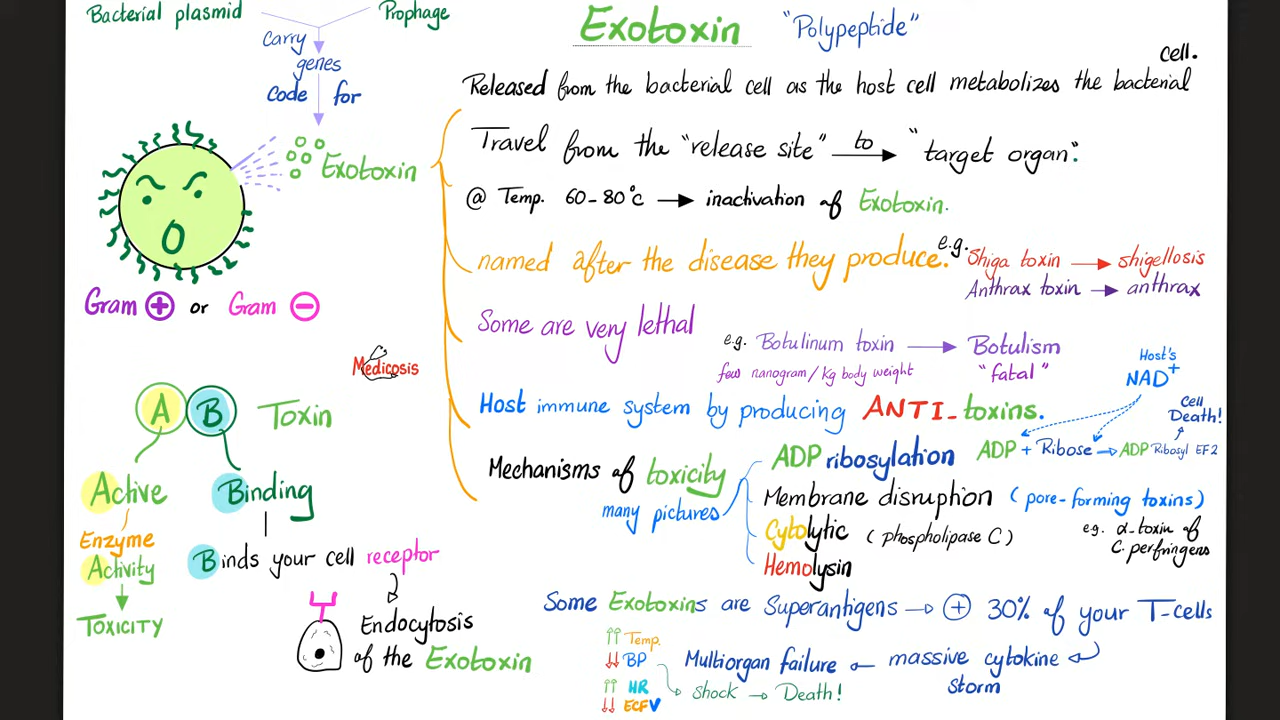 Bacterial plasmid
Prophage
Carry
genes
Code for
Exotoxin
Gram + or Gram −
Medicosis
A B Toxin
Active
Enzyme
Activity
TOXICITY
Binding
Binds your cell receptor
Endocytosis
of the Exotoxin
Exotoxin "Polypeptide"
Released from the bacterial cell as the host cell metabolizes the bacterial
cell.
Travel from the "release site" to → "target organ".
@ Temp. 60-80°c → inactivation of Exotoxin.
named after the disease they produce. e.g. Shiga toxin → shigellosis
Anthrax toxin → anthrax
Some are very lethal
e.g. Botulinum toxin → Botulism
few nanogram/kg body weight "fatal"
Host immune system by producing ANTI-toxins.
Host's
NAD+
Cell
Death!
Mechanisms of toxicity
many pictures
ADP ribosylation ADP + Ribose → ADP Ribosyl EF2
Membrane disruption (pore-forming toxins)
Cytolytic (phospholipase C) e.g. α-toxin of
C. perfringens
Hemolysin
Some Exotoxins are Superantigens → + 30% of your T-cells
massive cytokine
storm
Multiorgan failure
↑↑ Temp.
↓↓ BP
↑↑ HR
↓↓ ECFV
Shock → Death!